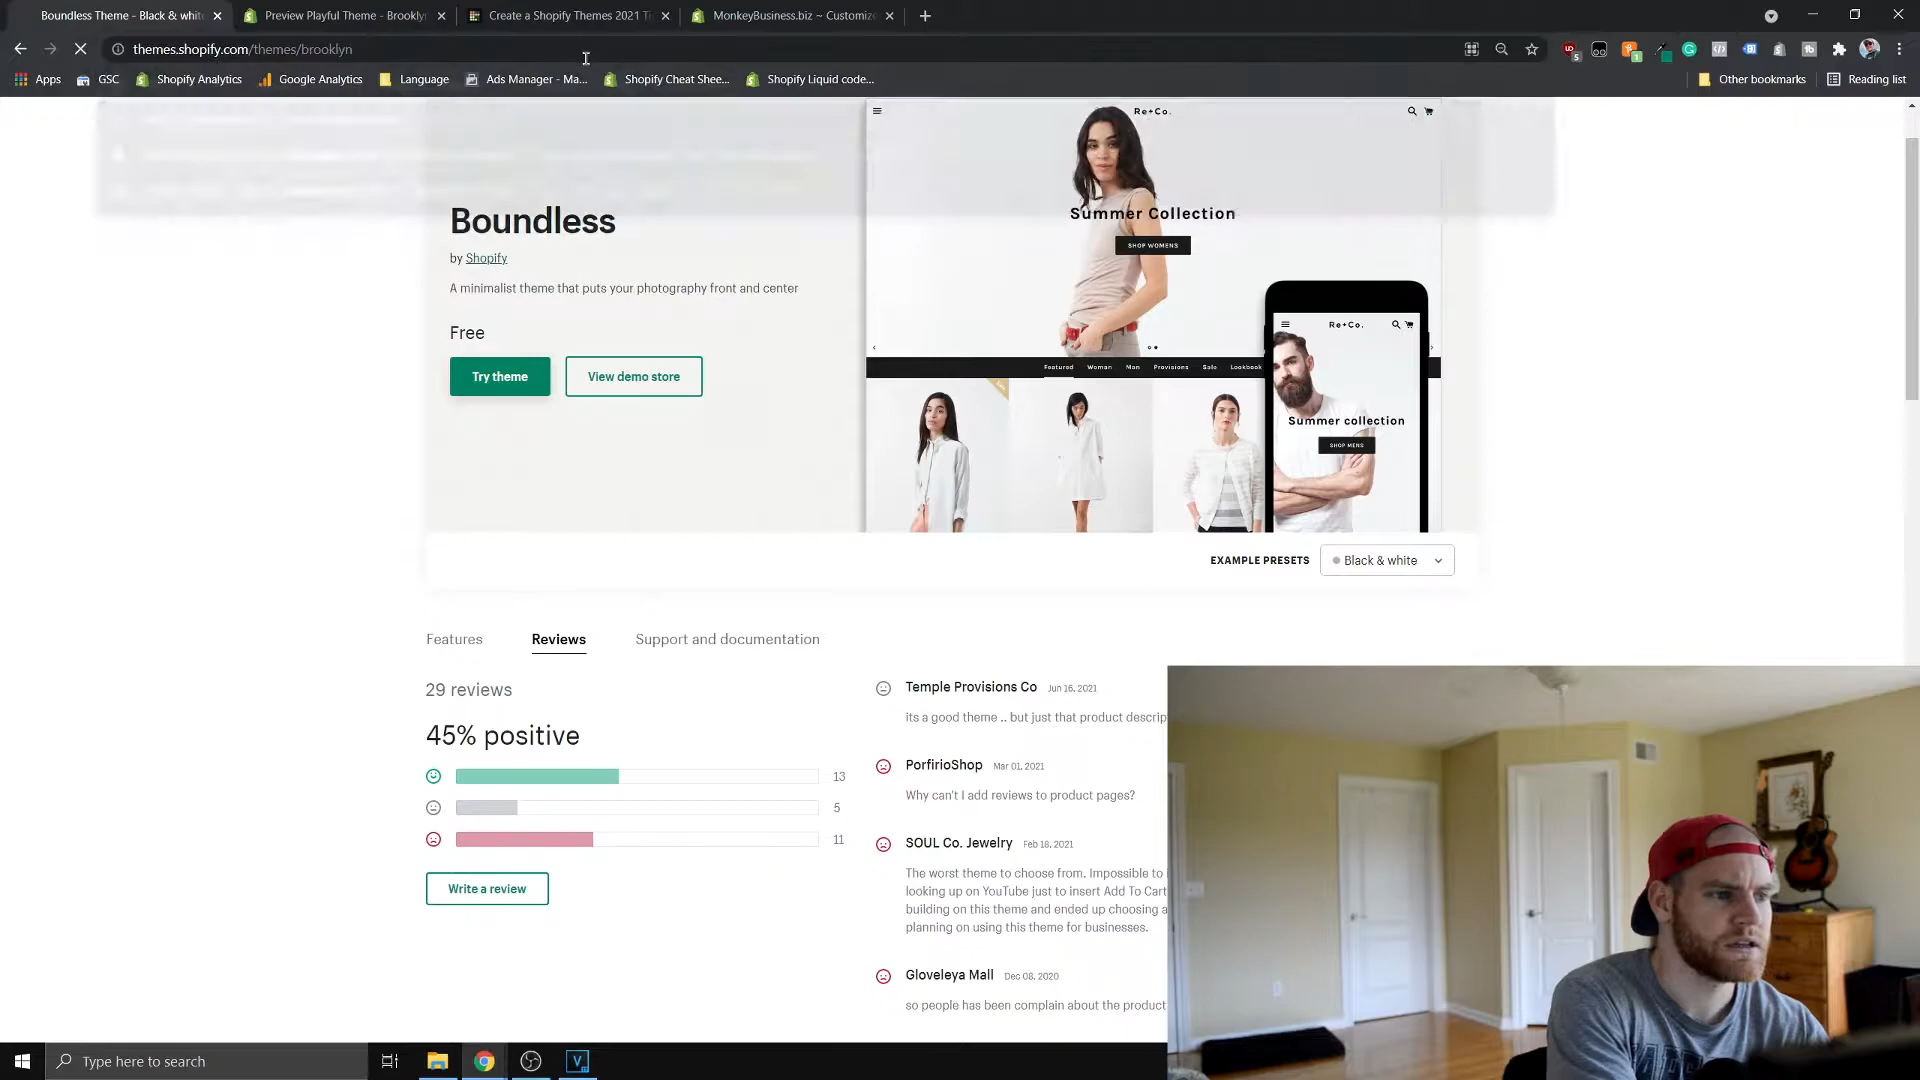 Boundless Theme - Black & white
Preview Playful Theme - Brooklyn
Create a Shopify Themes 2021 Ti
MonkeyBusiness.biz ~ Customize
themes.shopify.com/themes/brooklyn
Apps
GSC
Shopify Analytics
Google Analytics
Language
Ads Manager - Ma...
Shopify Cheat Shee...
Shopify Liquid code...
Other bookmarks
Reading list
Boundless
by Shopify
A minimalist theme that puts your photography front and center
Free
Try theme
View demo store
Re+Co.
Summer Collection
SHOP WOMENS
Featured Woman Man Provisions Sale Lookbook
Re+Co.
Summer collection
SHOP MENS
EXAMPLE PRESETS
Black & white
Features
Reviews
Support and documentation
29 reviews
45% positive
13
5
11
Write a review
Temple Provisions Co Jun 16, 2021
its a good theme .. but just that product descrip
PorfirioShop Mar 01, 2021
Why can't I add reviews to product pages?
SOUL Co. Jewelry Feb 18, 2021
The worst theme to choose from. Impossible to
looking up on YouTube just to insert Add To Cart
building on this theme and ended up choosing a
planning on using this theme for businesses.
Gloveleya Mall Dec 08, 2020
so people has been complain about the product
Type here to search